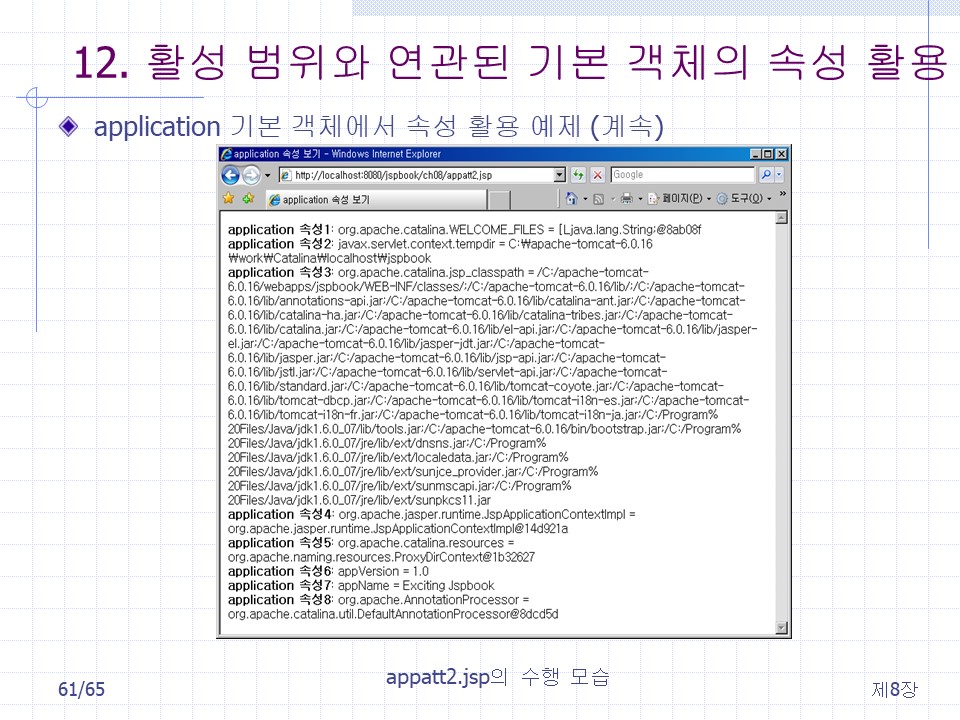 12. 활성 범위와 연관된 기본 객체의 속성 활용
application 기본 객체에서 속성 활용 예제 (계속)
application 속성 보기 - Windows Internet Explorer
http://localhost:8080/jspbook/ch08/appatt2.jsp
Google
application 속성 보기
페이지(P)
도구(O)
»
application 속성1: org.apache.catalina.WELCOME_FILES = [Ljava.lang.String;@8ab08f
application 속성2: javax.servlet.context.tempdir = C:₩apache-tomcat-6.0.16
₩work₩Catalina₩localhost₩jspbook
application 속성3: org.apache.catalina.jsp_classpath = /C:/apache-tomcat-
6.0.16/webapps/jspbook/WEB-INF/classes/;/C:/apache-tomcat-6.0.16/lib/;/C:/apache-tomcat-
6.0.16/lib/annotations-api.jar;/C:/apache-tomcat-6.0.16/lib/catalina-ant.jar;/C:/apache-tomcat-
6.0.16/lib/catalina-ha.jar;/C:/apache-tomcat-6.0.16/lib/catalina-tribes.jar;/C:/apache-tomcat-
6.0.16/lib/catalina.jar;/C:/apache-tomcat-6.0.16/lib/el-api.jar;/C:/apache-tomcat-6.0.16/lib/jasper-
el.jar;/C:/apache-tomcat-6.0.16/lib/jasper-jdt.jar;/C:/apache-tomcat-
6.0.16/lib/jasper.jar;/C:/apache-tomcat-6.0.16/lib/jsp-api.jar;/C:/apache-tomcat-
6.0.16/lib/jstl.jar;/C:/apache-tomcat-6.0.16/lib/servlet-api.jar;/C:/apache-tomcat-
6.0.16/lib/standard.jar;/C:/apache-tomcat-6.0.16/lib/tomcat-coyote.jar;/C:/apache-tomcat-
6.0.16/lib/tomcat-dbcp.jar;/C:/apache-tomcat-6.0.16/lib/tomcat-i18n-es.jar;/C:/apache-tomcat-
6.0.16/lib/tomcat-i18n-fr.jar;/C:/apache-tomcat-6.0.16/lib/tomcat-i18n-ja.jar;/C:/Program%
20Files/Java/jdk1.6.0_07/lib/tools.jar;/C:/apache-tomcat-6.0.16/bin/bootstrap.jar;/C:/Program%
20Files/Java/jdk1.6.0_07/jre/lib/ext/dnsns.jar;/C:/Program%
20Files/Java/jdk1.6.0_07/jre/lib/ext/localedata.jar;/C:/Program%
20Files/Java/jdk1.6.0_07/jre/lib/ext/sunjce_provider.jar;/C:/Program%
20Files/Java/jdk1.6.0_07/jre/lib/ext/sunmscapi.jar;/C:/Program%
20Files/Java/jdk1.6.0_07/jre/lib/ext/sunpkcs11.jar
application 속성4: org.apache.jasper.runtime.JspApplicationContextImpl =
org.apache.jasper.runtime.JspApplicationContextImpl@14d921a
application 속성5: org.apache.catalina.resources =
org.apache.naming.resources.ProxyDirContext@1b32627
application 속성6: appVersion = 1.0
application 속성7: appName = Exciting Jspbook
application 속성8: org.apache.AnnotationProcessor =
org.apache.catalina.util.DefaultAnnotationProcessor@8dcd5d
appatt2.jsp의 수행 모습
61/65
제8장